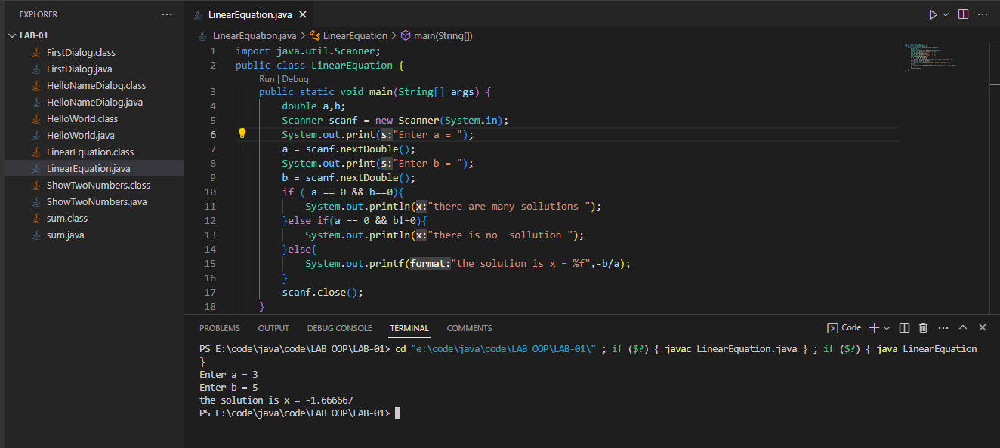 EXPLORER
LAB-01
FirstDialog.class
FirstDialog.java
HelloNameDialog.class
HelloNameDialog.java
HelloWorld.class
HelloWorld.java
LinearEquation.class
LinearEquation.java
ShowTwoNumbers.class
ShowTwoNumbers.java
sum.class
sum.java
LinearEquation.java
LinearEquation.java > LinearEquation > main(String[])
1 import java.util.Scanner;
2 public class LinearEquation {
Run | Debug
3 public static void main(String[] args) {
4 double a,b;
5 Scanner scanf = new Scanner(System.in);
6 System.out.print(s:"Enter a = ");
7 a = scanf.nextDouble();
8 System.out.print(s:"Enter b = ");
9 b = scanf.nextDouble();
10 if ( a == 0 && b==0){
11 System.out.println(x:"there are many sollutions ");
12 }else if(a == 0 && b!=0){
13 System.out.println(x:"there is no  sollution ");
14 }else{
15 System.out.printf(format:"the solution is x = %f",-b/a);
16 }
17 scanf.close();
18 }
PROBLEMS OUTPUT DEBUG CONSOLE TERMINAL COMMENTS
Code
PS E:\code\java\code\LAB OOP\LAB-01> cd "e:\code\java\code\LAB OOP\LAB-01\" ; if ($?) { javac LinearEquation.java } ; if ($?) { java LinearEquation
}
Enter a = 3
Enter b = 5
the solution is x = -1.666667
PS E:\code\java\code\LAB OOP\LAB-01>